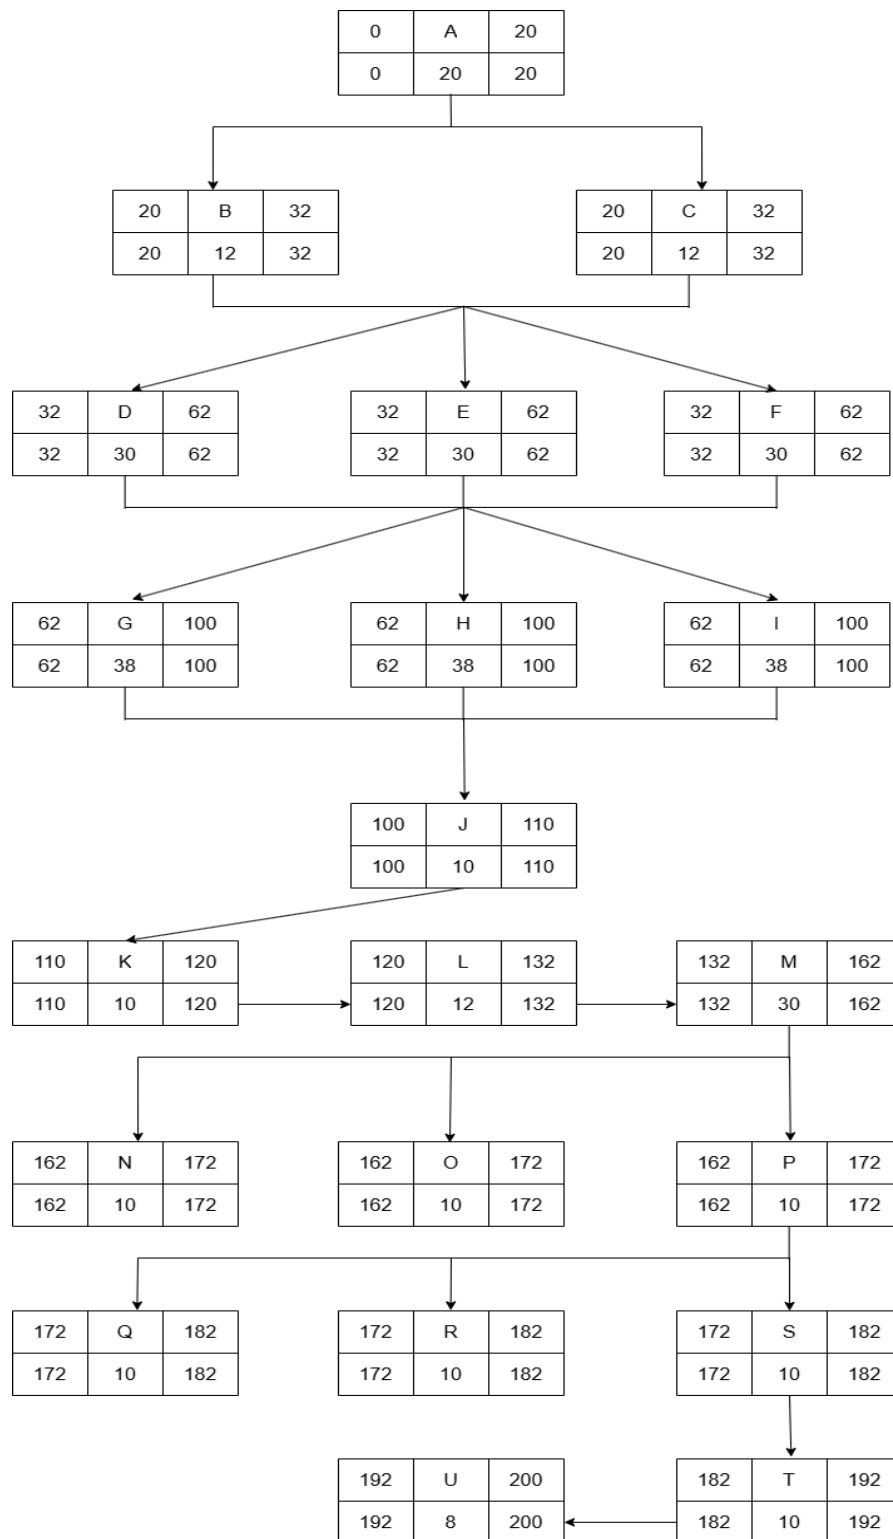 0 A 20
0 20 20
20 B 32 20 C 32
20 12 32 20 12 32
32 D 62 32 E 62 32 F 62
32 30 62 32 30 62 32 30 62
62 G 100 62 H 100 62 I 100
62 38 100 62 38 100 62 38 100
100 J 110
100 10 110
110 K 120 120 L 132 132 M 162
110 10 120 120 12 132 132 30 162
162 N 172 162 O 172 162 P 172
162 10 172 162 10 172 162 10 172
172 Q 182 172 R 182 172 S 182
172 10 182 172 10 182 172 10 182
192 U 200 182 T 192
192 8 200 182 10 192